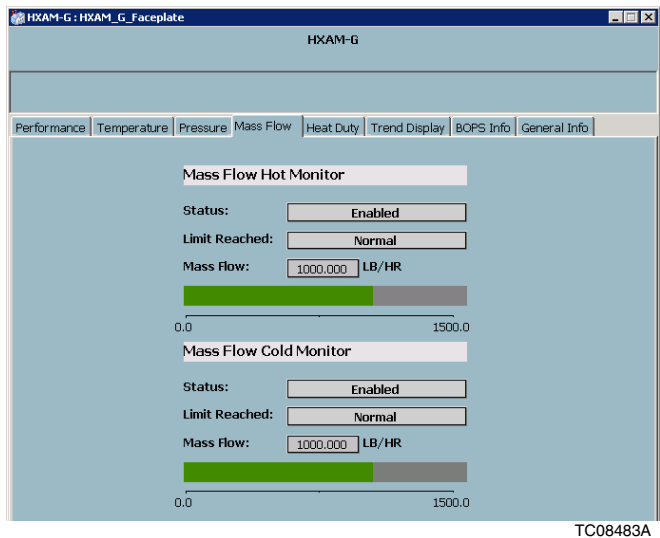 HXAM-G : HXAM_G_Faceplate
HXAM-G
Performance Temperature Pressure Mass Flow Heat Duty Trend Display BOPS Info General Info
Mass Flow Hot Monitor
Status: Enabled
Limit Reached: Normal
Mass Flow: 1000.000 LB/HR
0.0 1500.0
Mass Flow Cold Monitor
Status: Enabled
Limit Reached: Normal
Mass Flow: 1000.000 LB/HR
0.0 1500.0
TC08483A